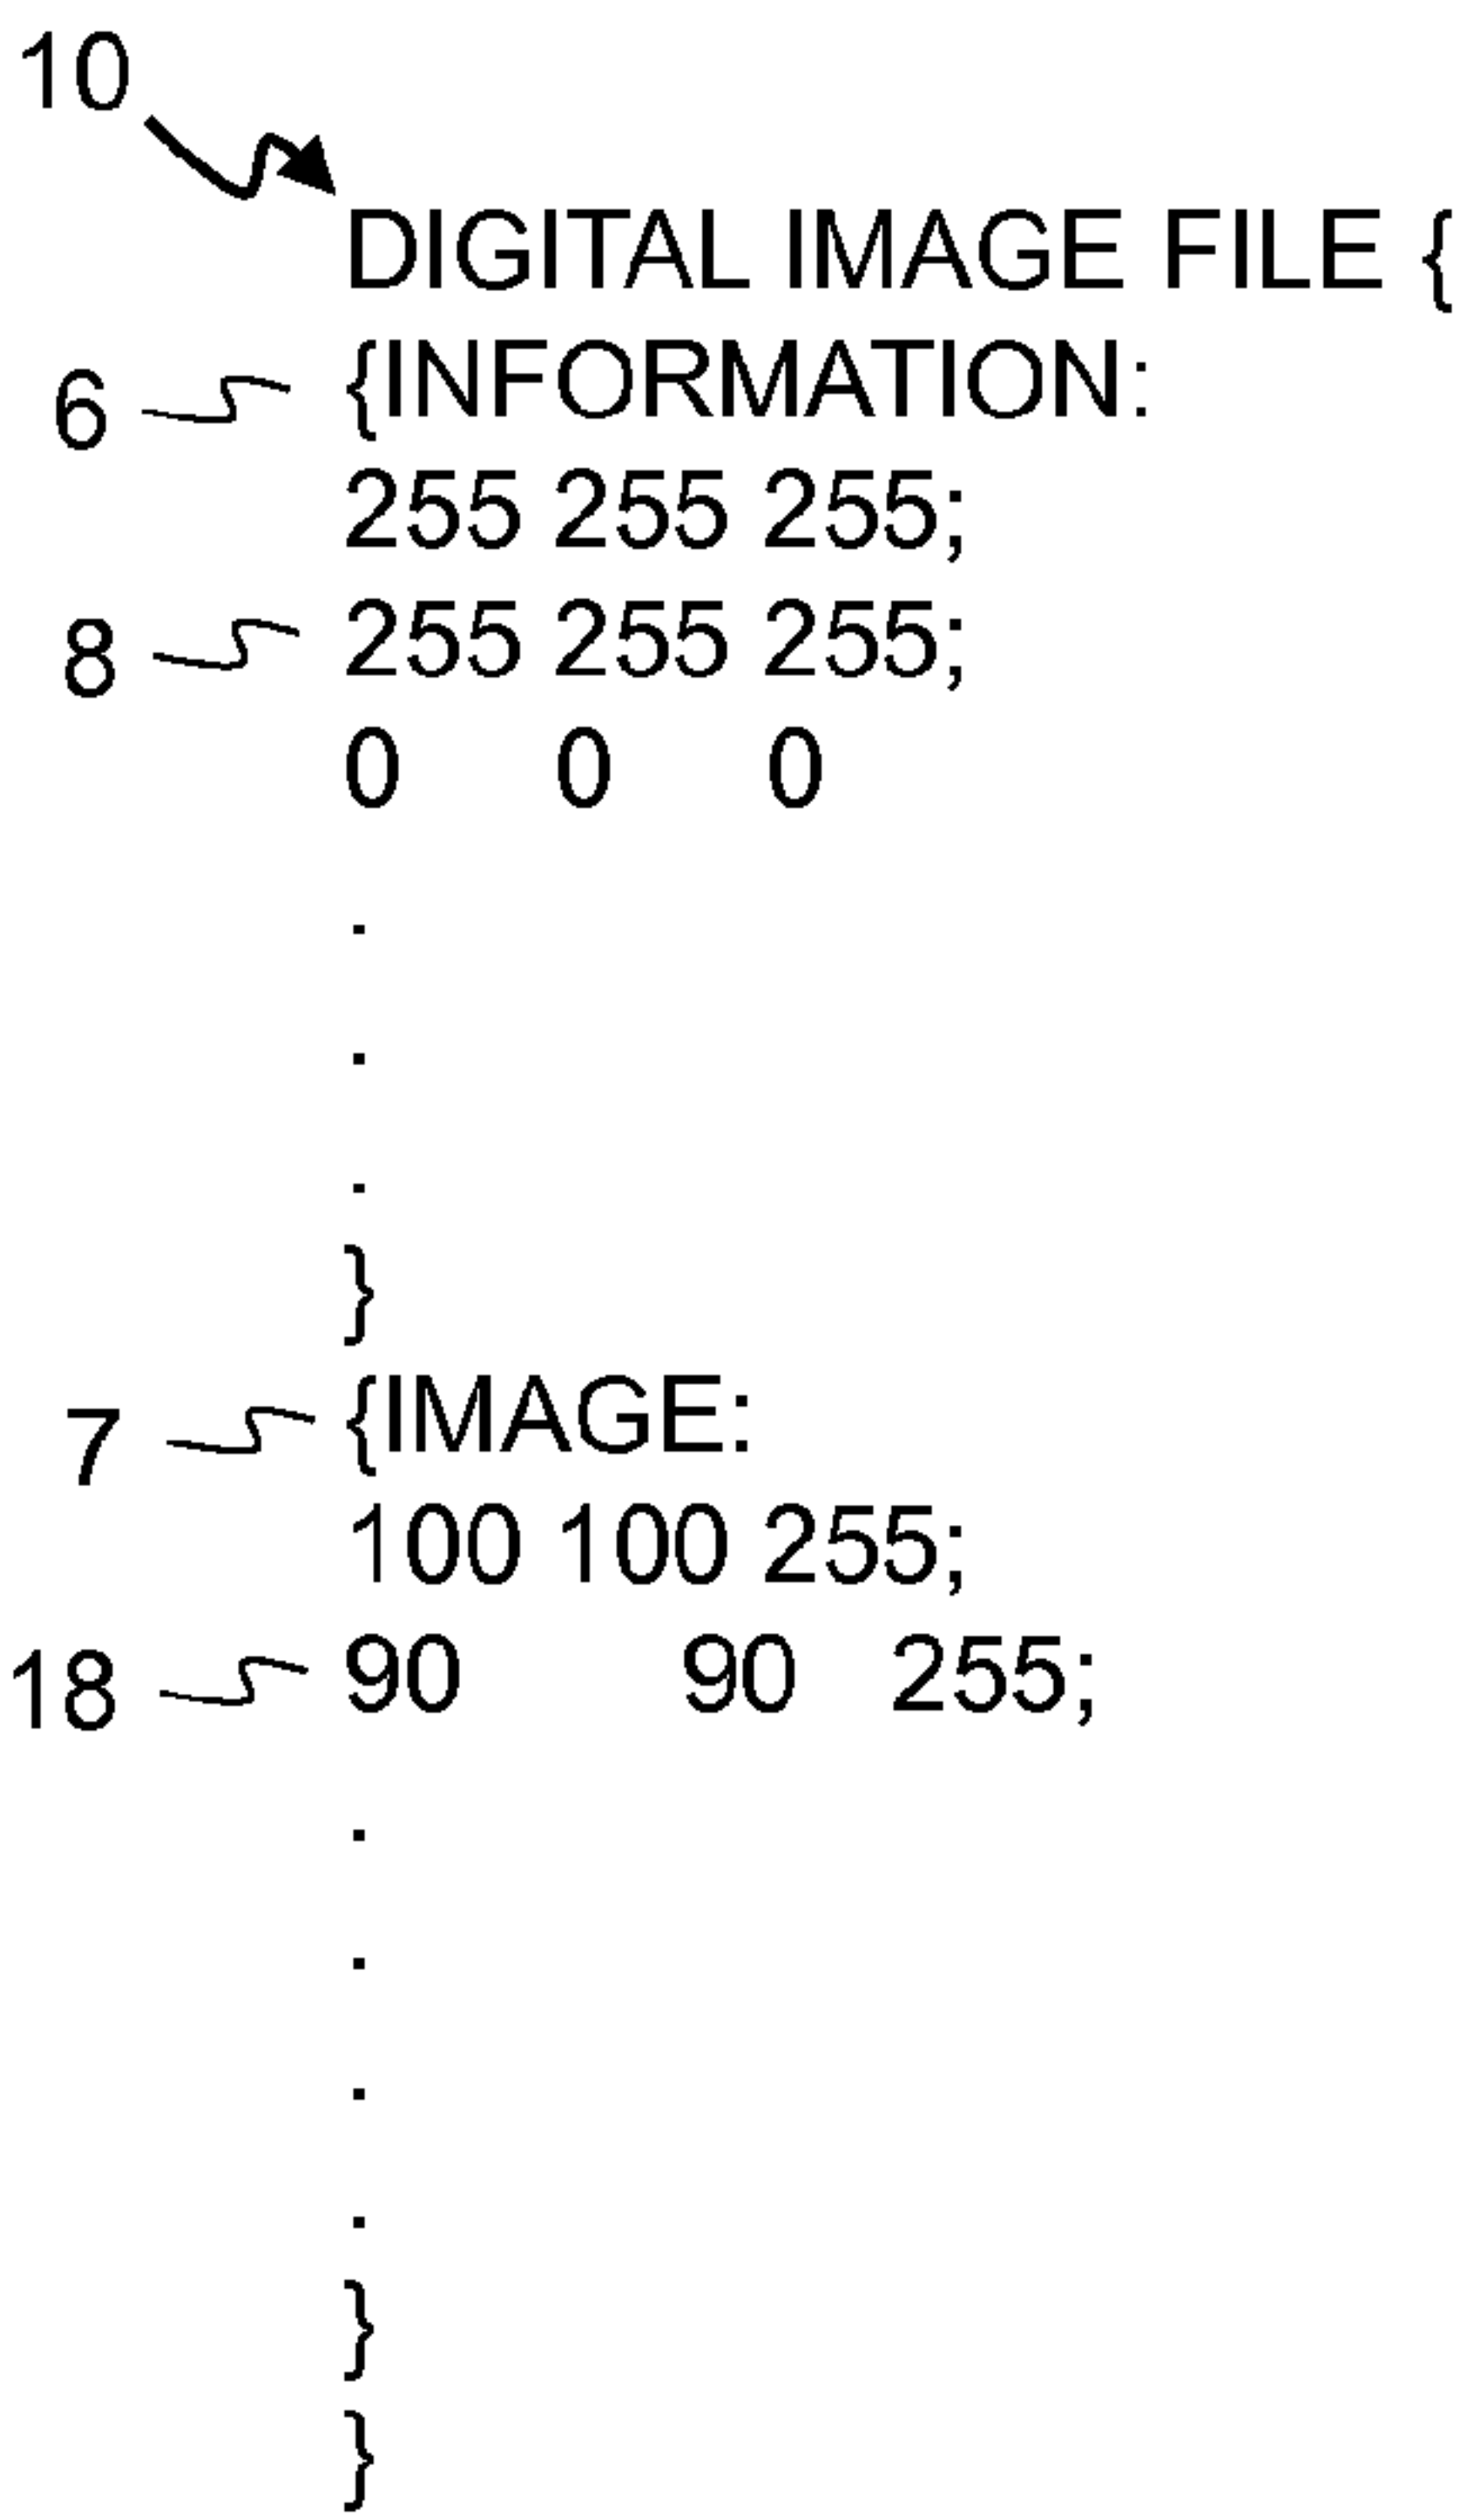 10
DIGITAL IMAGE FILE {
6 {INFORMATION:
255 255 255;
8 255 255 255;
0 0 0
.
.
.
}
7 {IMAGE:
100 100 255;
18 90 90 255;
.
.
.
.
}
}